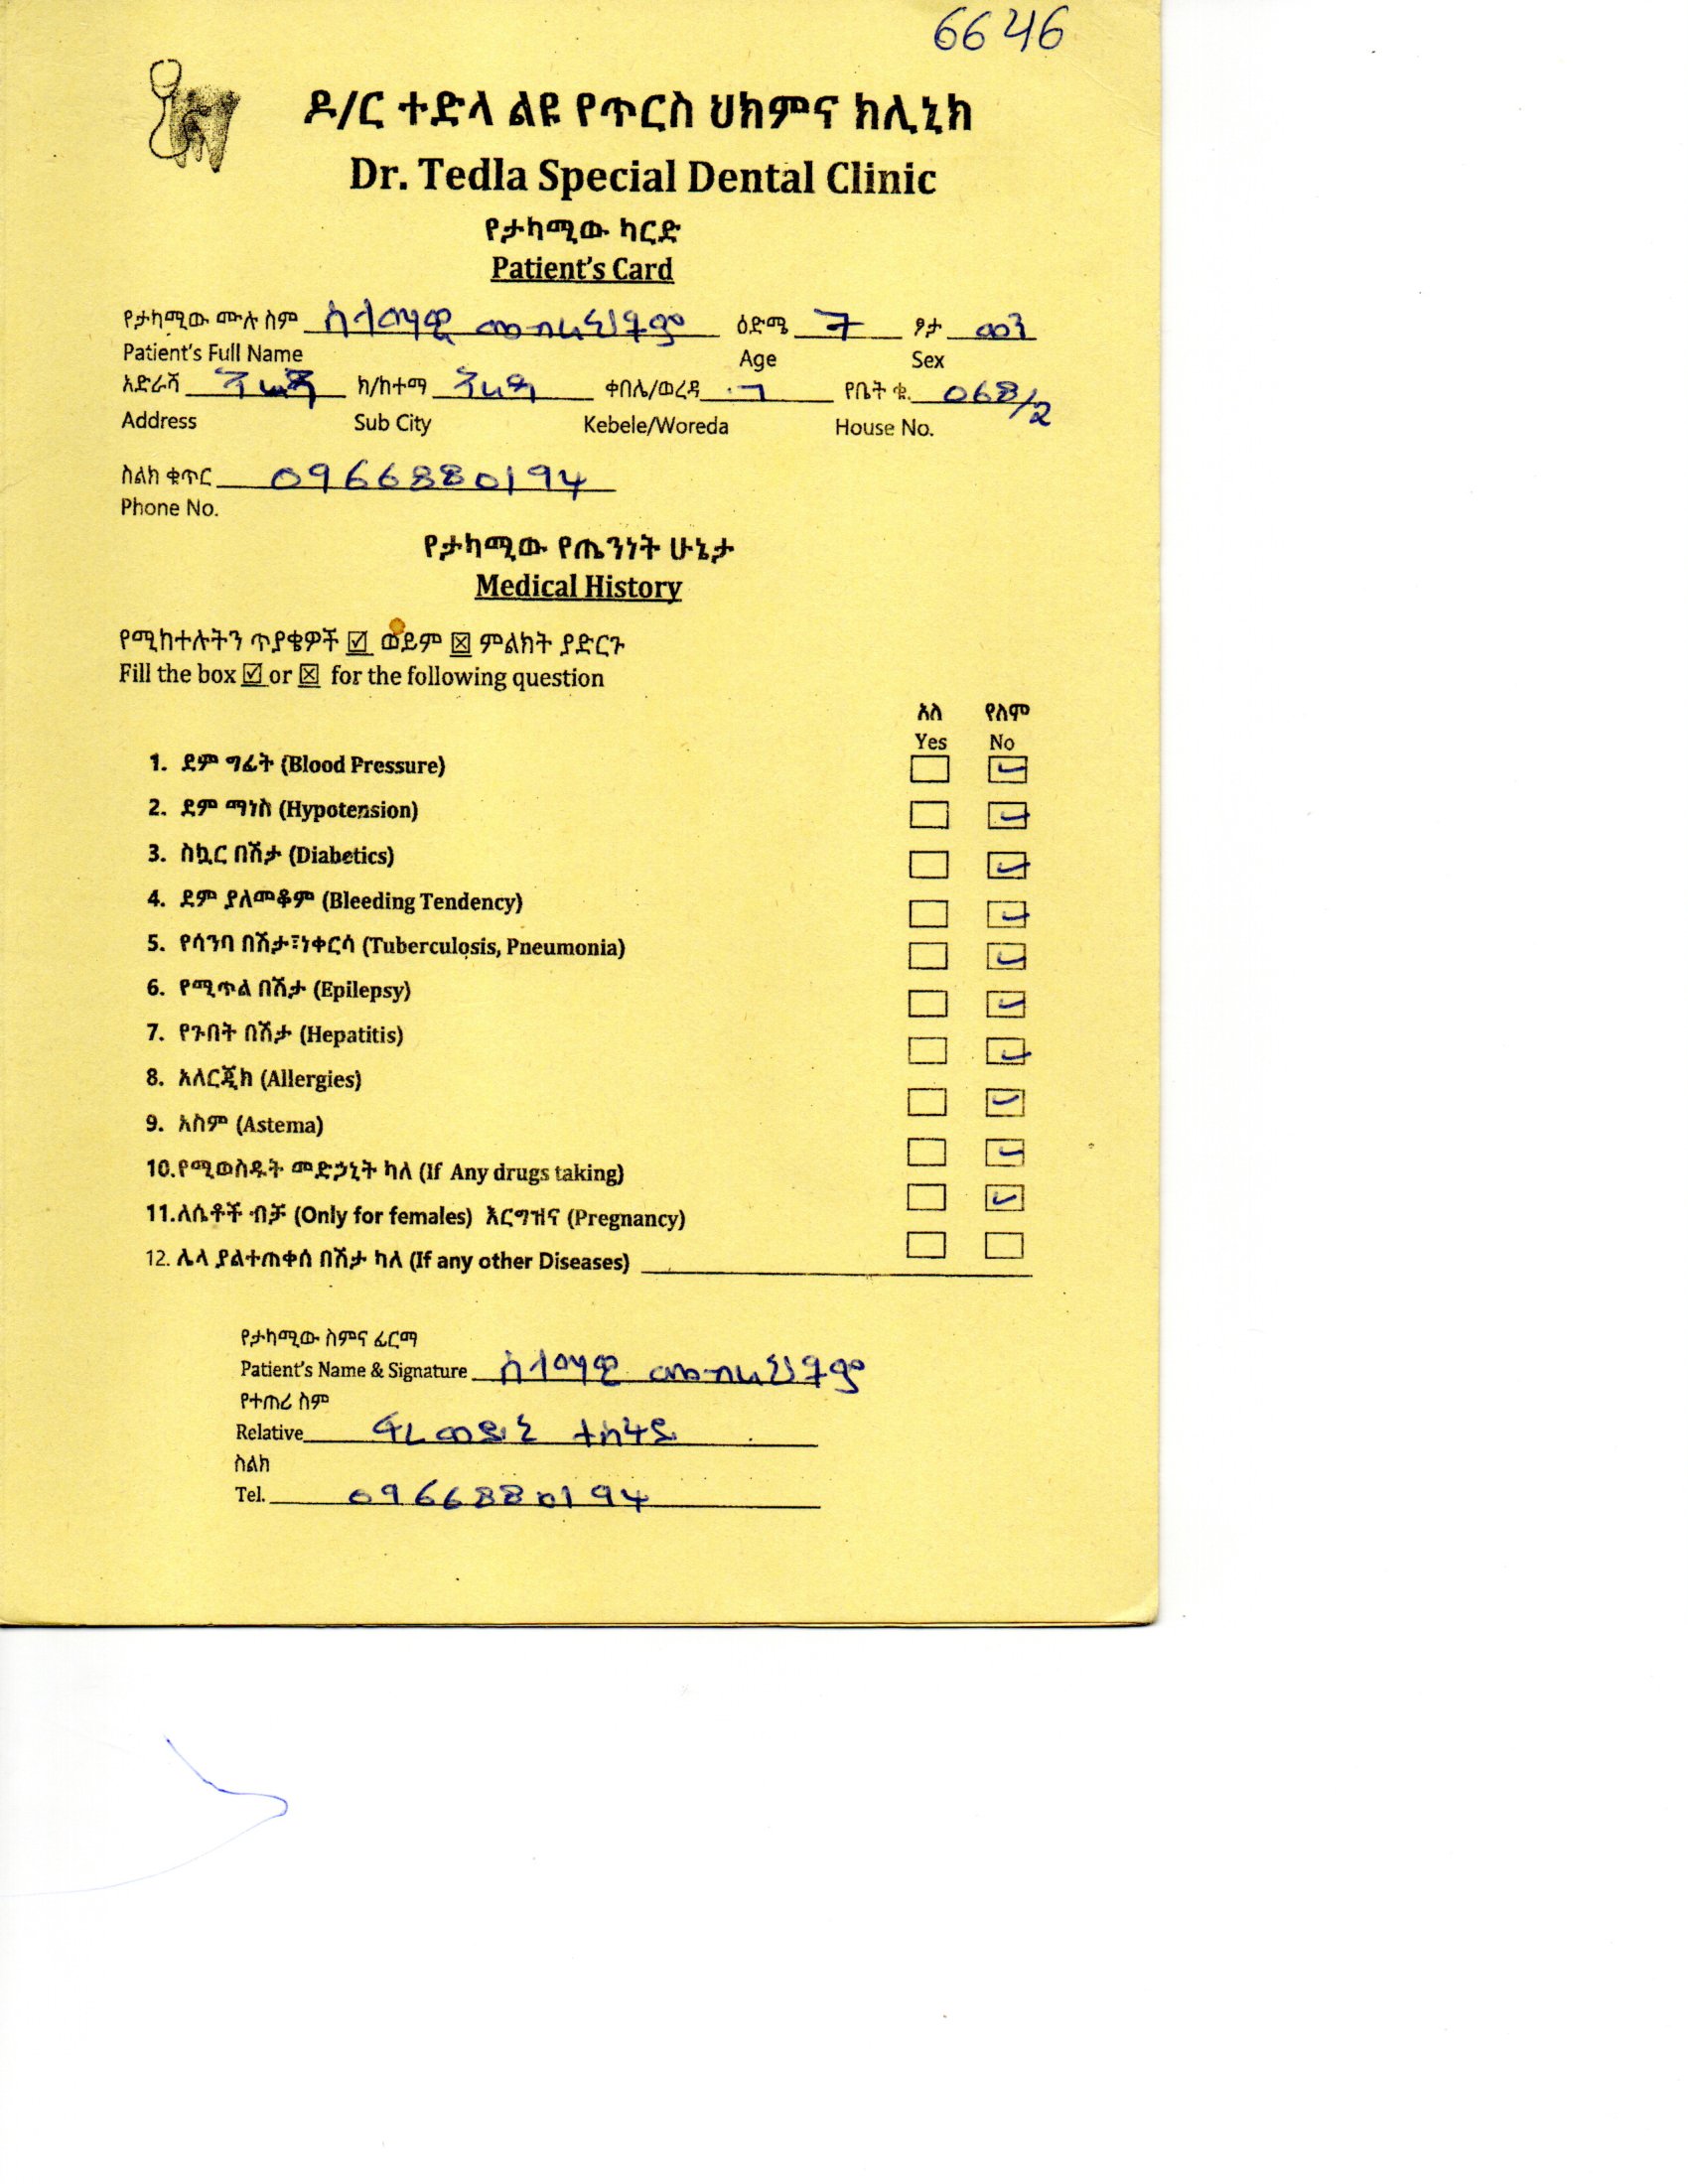 6646
ዶ/ር ተድላ ልዩ የጥርስ ህክምና ክሊኒክ
Dr. Tedla Special Dental Clinic
የታካሚው ካርድ
Patient's Card
የታካሚው ሙሉ ስም ዕድሜ 7 ፆታ
Patient's Full Name Age Sex
አድራሻ ክ/ከተማ ቀበሌ/ወረዳ የቤት ቁ. 068/2
Address Sub City Kebele/Woreda House No.
ስልክ ቁጥር 0966880194
Phone No.
የታካሚው የጤንነት ሁኔታ
Medical History
የሚከተሉትን ጥያቄዎች ☑ ወይም ☒ ምልክት ያድርጉ
Fill the box ☑ or ☒ for the following question
አለ የለም
Yes No
1. ደም ግፊት (Blood Pressure) ☐ ☑
2. ደም ማነስ (Hypotension) ☐ ☑
3. ስኳር በሽታ (Diabetics) ☐ ☑
4. ደም ያለመቆም (Bleeding Tendency) ☐ ☑
5. የሳንባ በሽታ፣ነቀርሳ (Tuberculosis, Pneumonia) ☐ ☑
6. የሚጥል በሽታ (Epilepsy) ☐ ☑
7. የጉበት በሽታ (Hepatitis) ☐ ☑
8. አለርጂክ (Allergies) ☐ ☑
9. አስም (Astema) ☐ ☑
10.የሚወስዱት መድኃኒት ካለ (If Any drugs taking) ☐ ☑
11.ለሴቶች ብቻ (Only for females) እርግዝና (Pregnancy) ☐ ☐
12. ሌላ ያልተጠቀሰ በሽታ ካለ (If any other Diseases)
የታካሚው ስምና ፊርማ
Patient's Name & Signature
የተጠሪ ስም
Relative
ስልክ
Tel. 0966880194